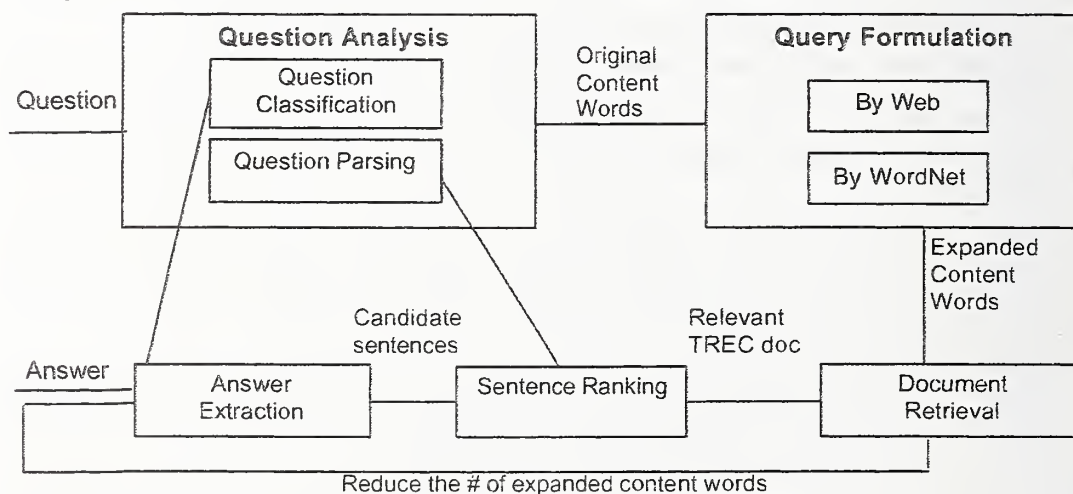 Question Analysis
Question
Classification
Question Parsing
Question
Original
Content
Words
Query Formulation
By Web
By WordNet
Expanded
Content
Words
Candidate
sentences
Relevant
TREC doc
Answer
Answer
Extraction
Sentence Ranking
Document
Retrieval
Reduce the # of expanded content words